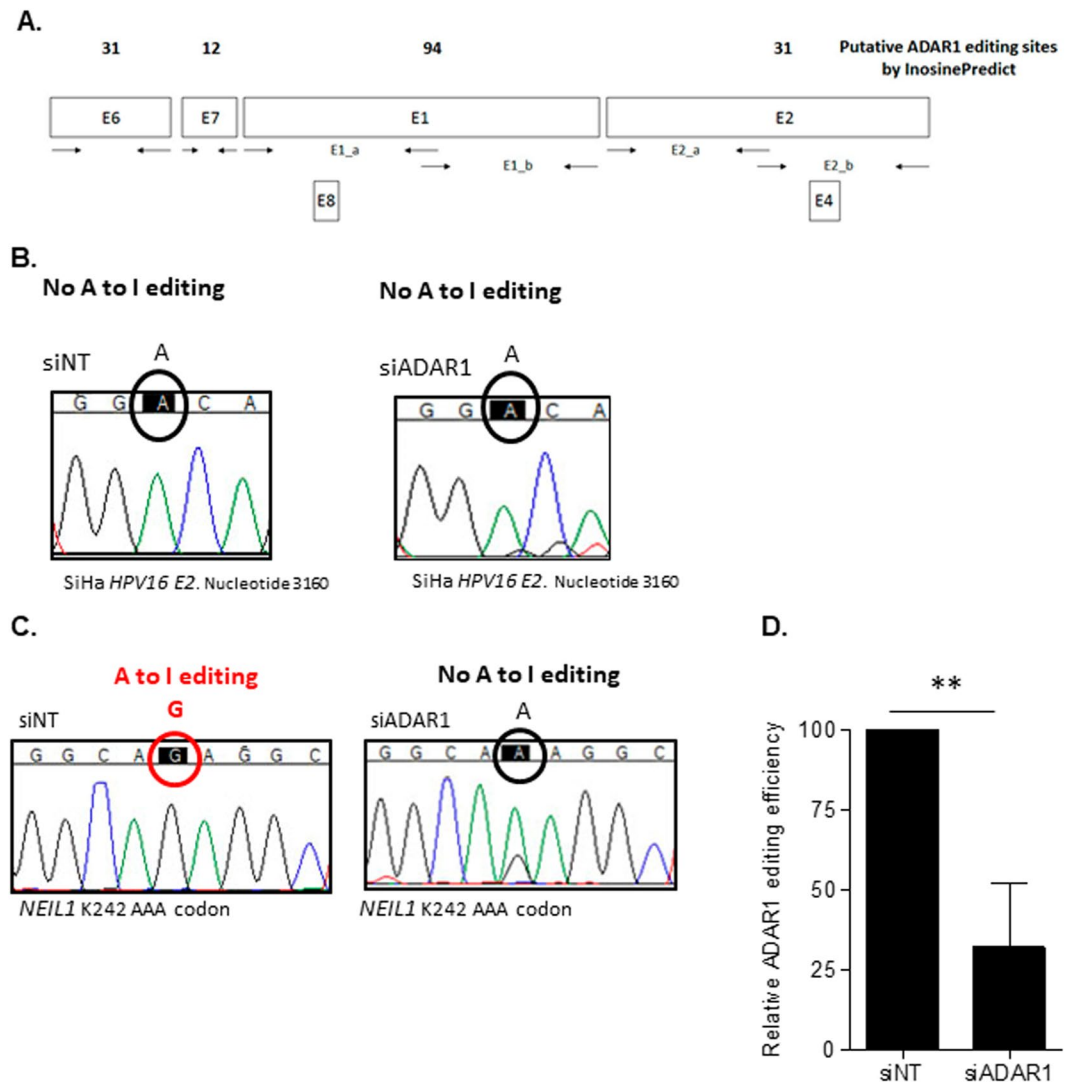 A.
31 12 94 31 Putative ADAR1 editing sites
by InosinePredict
E6 E7 E1 E2
E1_a E2_a
E1_b E2_b
E8 E4
B.
No A to I editing No A to I editing
siNT A siADAR1 A
G G A C A G G A C A
SiHa HPV16 E2. Nucleotide 3160 SiHa HPV16 E2. Nucleotide 3160
C. D.
A to I editing No A to I editing
siNT G siADAR1 A
G G C A G A G G C G G C A A A G G C
NEIL1 K242 AAA codon NEIL1 K242 AAA codon
**
Relative ADAR1 editing efficiency
100
75
50
25
0
siNT siADAR1